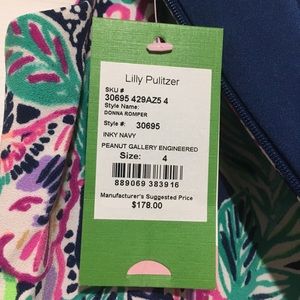 Lilly Pulitzer
SKU #
30695 429AZ5 4
Style Name:
DONNA ROMPER
Style #: 30695
INKY NAVY
PEANUT GALLERY ENGINEERED
Size: 4
889069 383916
Manufacturer's Suggested Price
$178.00